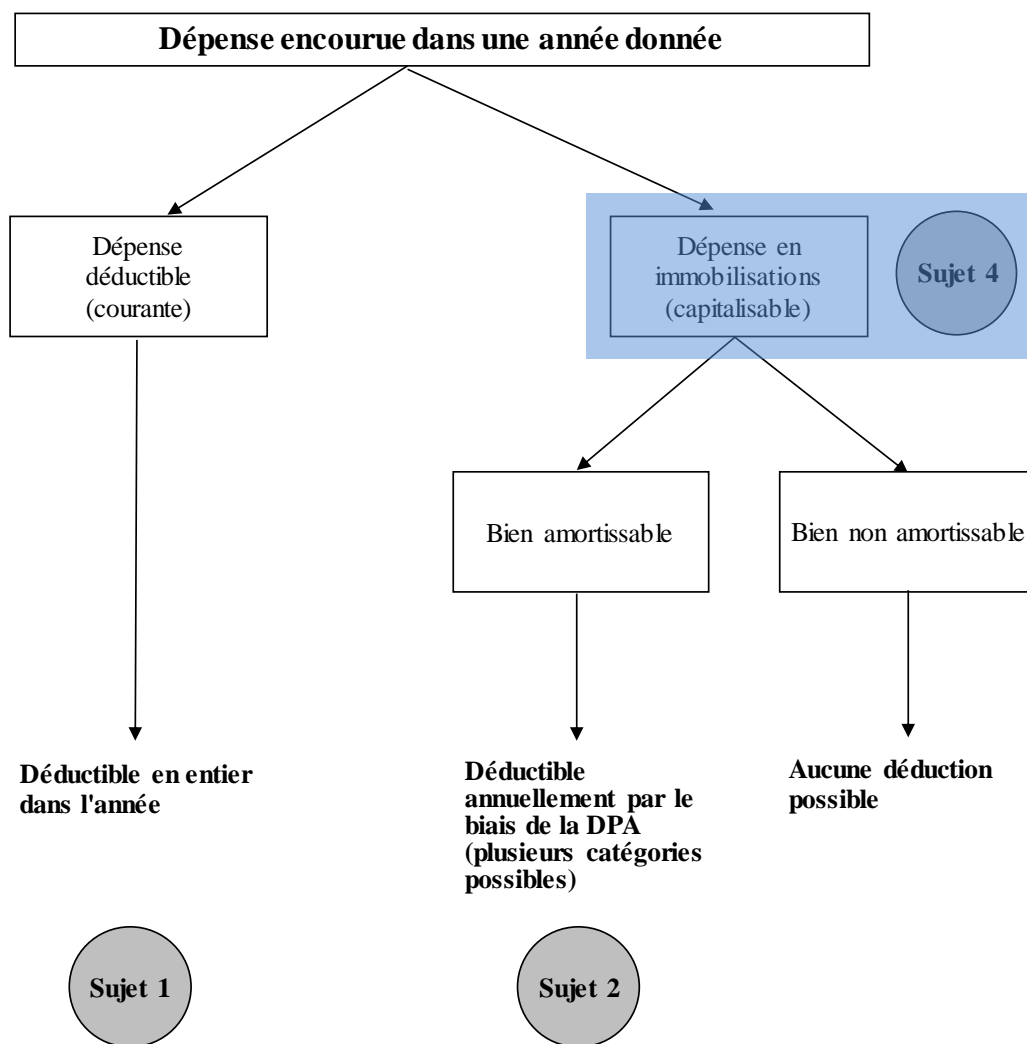 Dépense encourue dans une année donnée
Dépense
déductible
(courante)
Dépense en
immobilisations
(capitalisable)
Sujet 4
Bien amortissable
Bien non amortissable
Déductible en entier
dans l'année
Déductible
annuellement par le
biais de la DPA
(plusieurs catégories
possibles)
Aucune déduction
possible
Sujet 1
Sujet 2